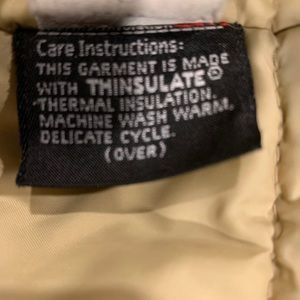 Care Instructions:
THIS GARMENT IS MADE
WITH THINSULATE©
THERMAL INSULATION.
MACHINE WASH WARM,
DELICATE CYCLE.
(OVER)